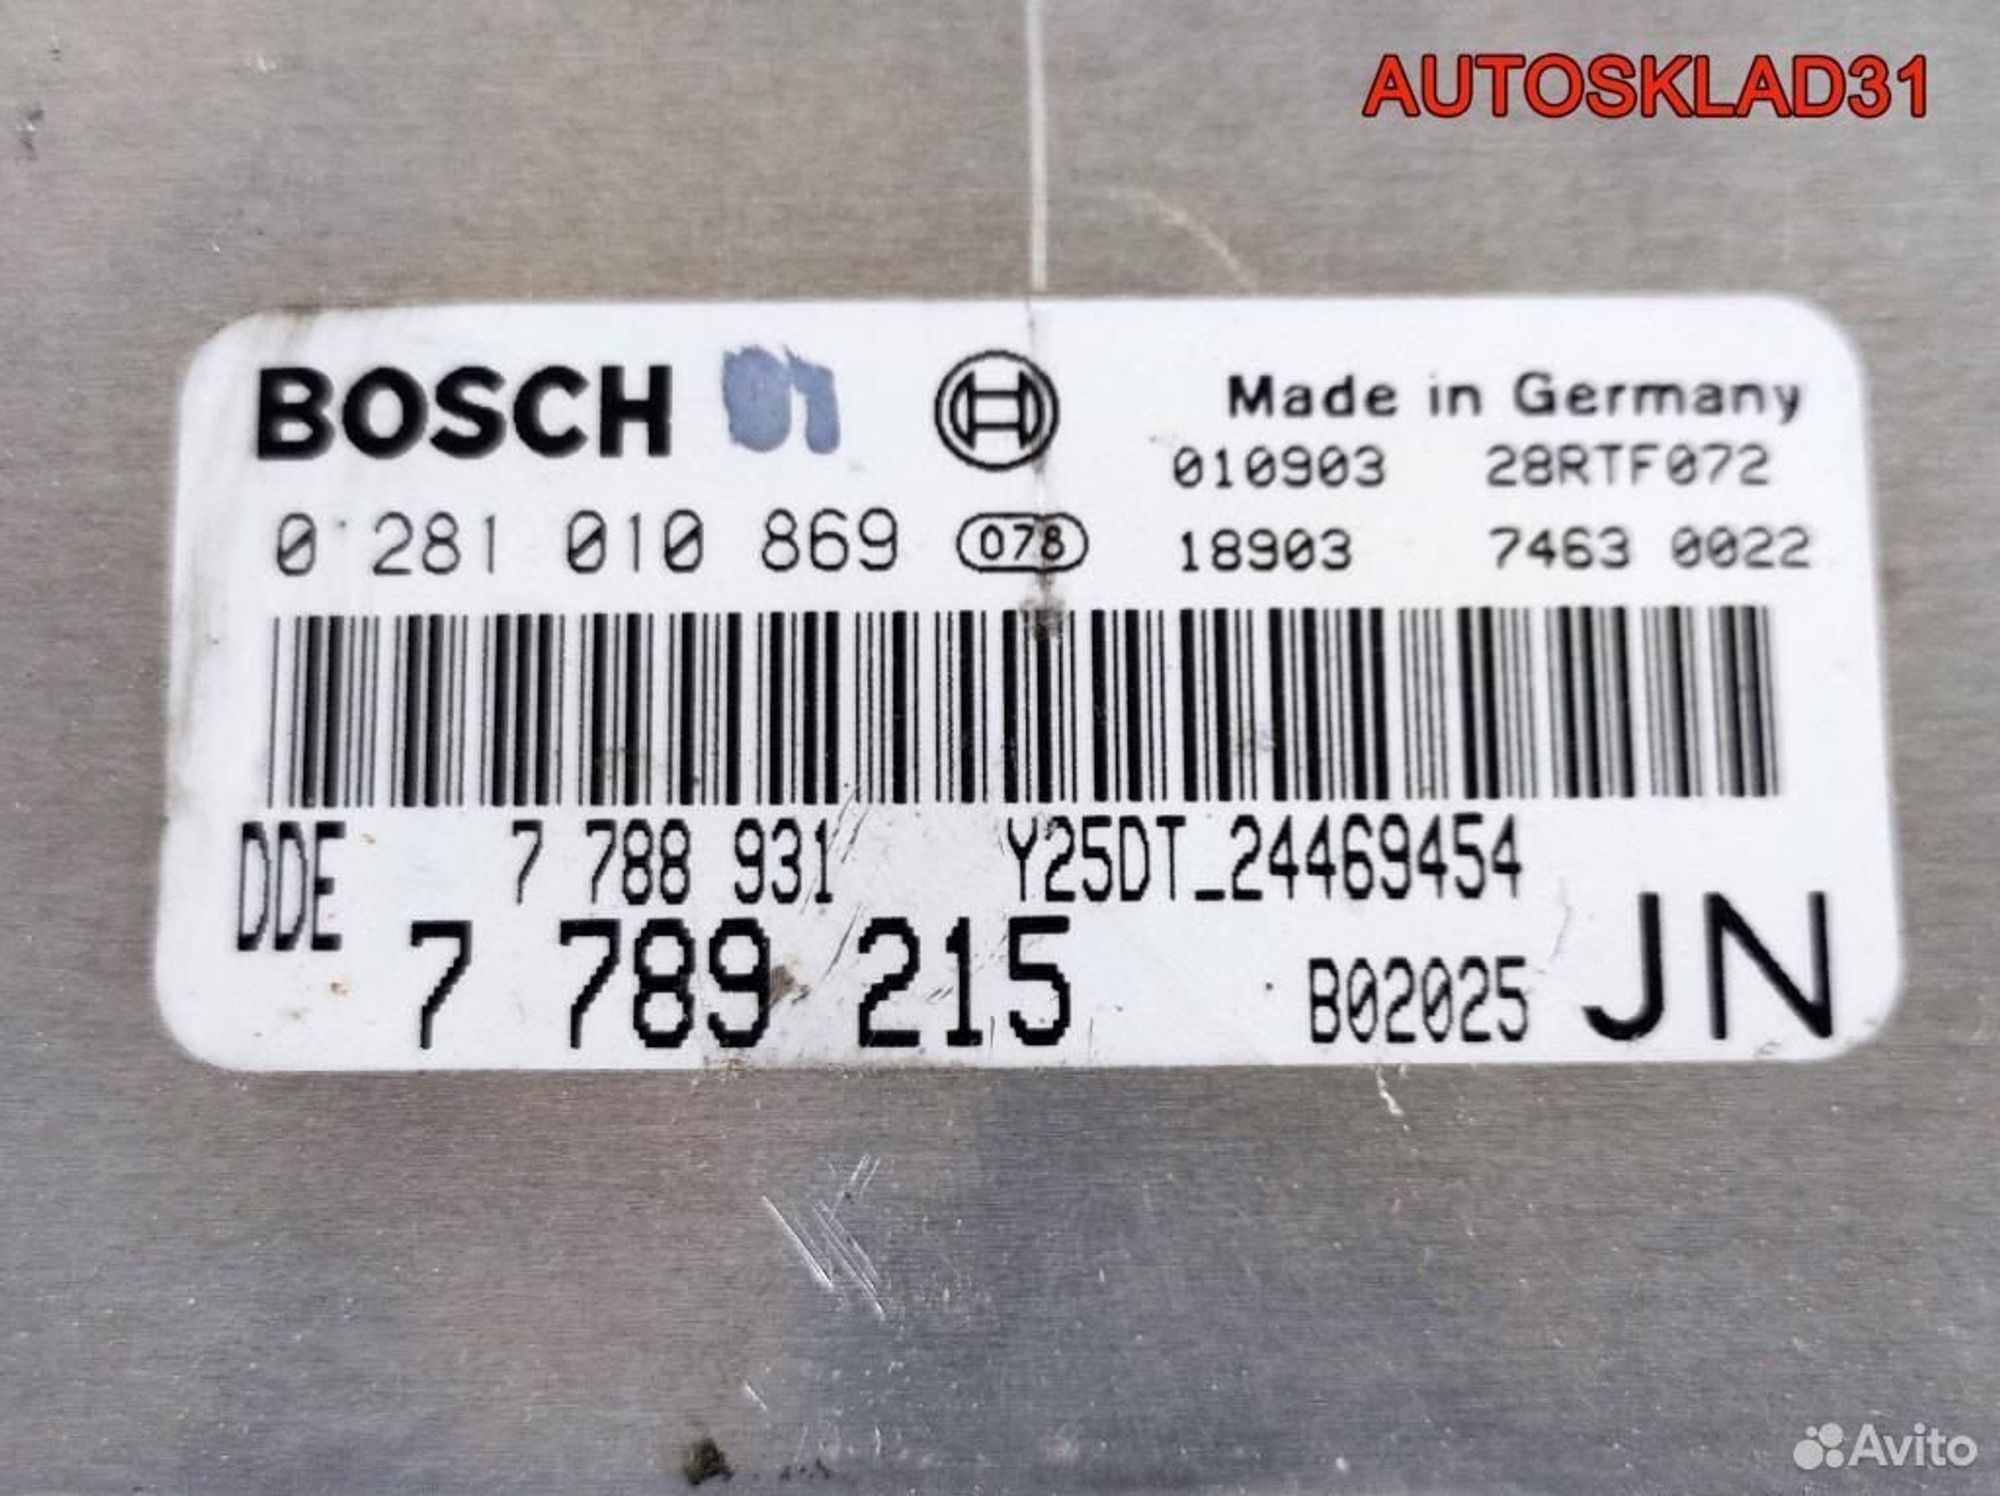 AUTOSKLAD31
BOSCH 01
Made in Germany
010903 28RTF072
0 281 010 869 078 18903 7463 0022
DDE 7 788 931 Y25DT_24469454
7 789 215 B02025 JN
Avito